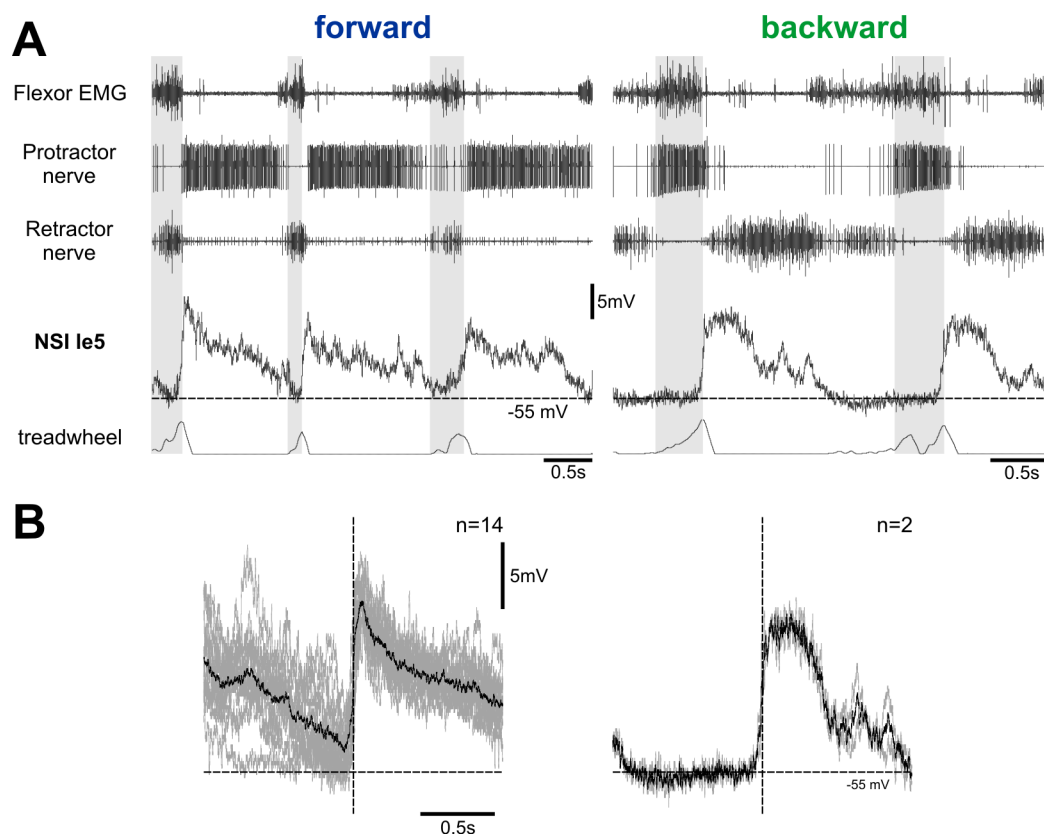 A
forward
backward
Flexor EMG
Protractor
nerve
Retractor
nerve
5mV
NSI Ie5
-55 mV
treadwheel
0.5s
0.5s
B
n=14
n=2
5mV
-55 mV
0.5s